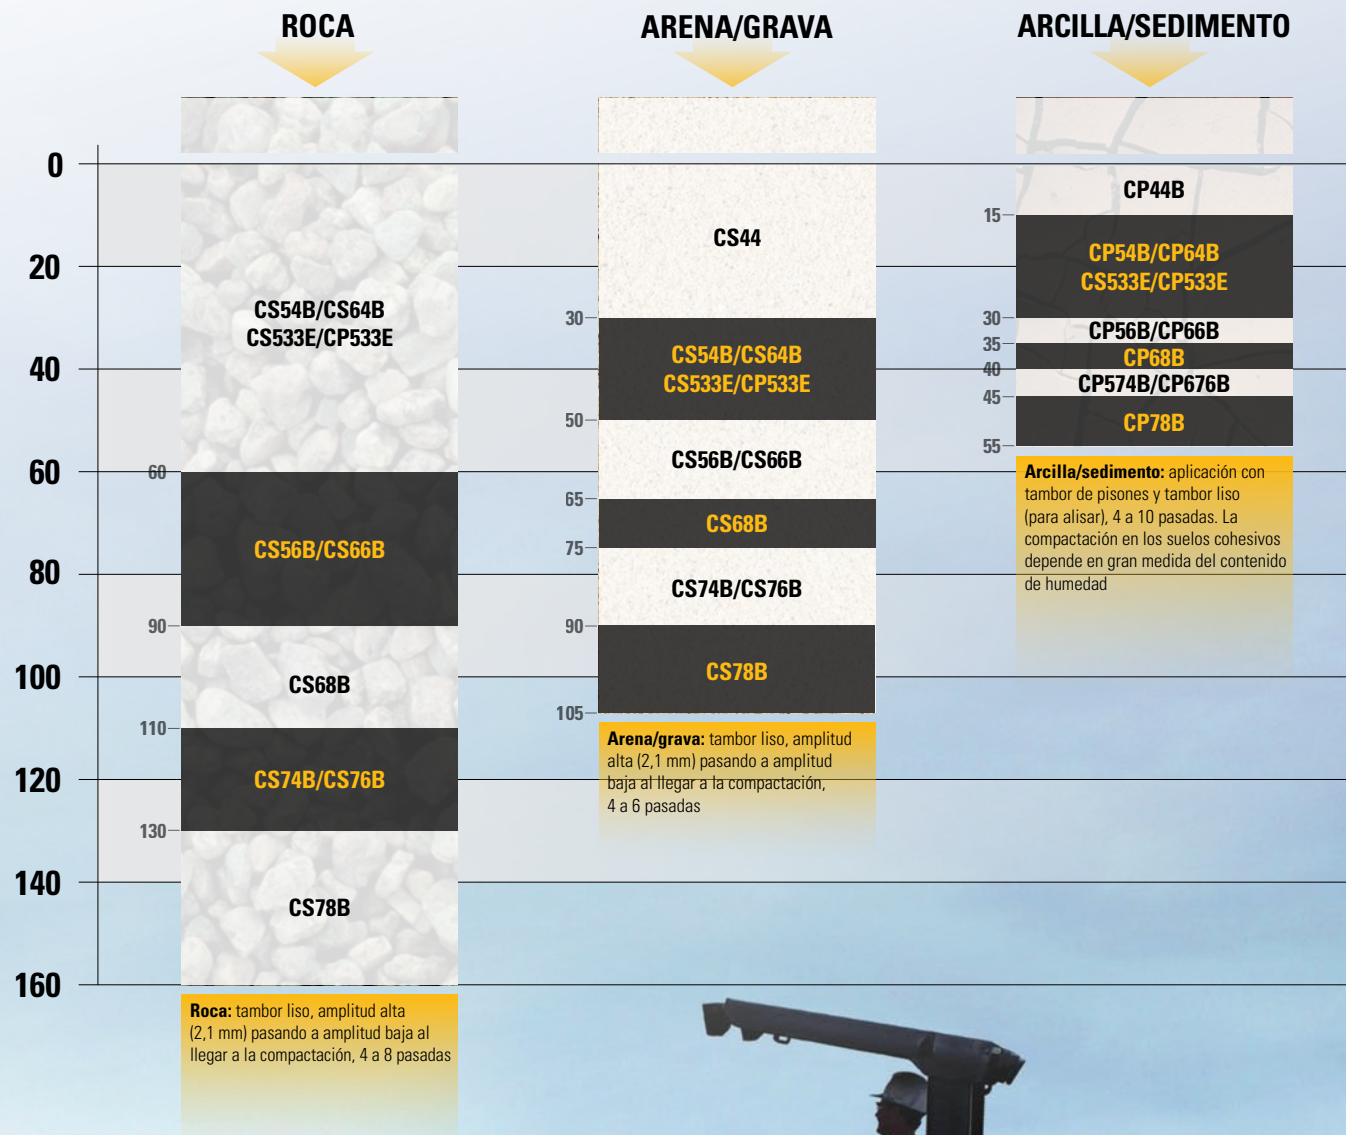 ROCA
ARENA/GRAVA
ARCILLA/SEDIMENTO
0
20
40
60
80
100
120
140
160
CS54B/CS64B
CS533E/CP533E
60
CS56B/CS66B
90
CS68B
110
CS74B/CS76B
130
CS78B
Roca: tambor liso, amplitud alta
(2,1 mm) pasando a amplitud baja al
llegar a la compactación, 4 a 8 pasadas
CS44
30
CS54B/CS64B
CS533E/CP533E
50
CS56B/CS66B
65
CS68B
75
CS74B/CS76B
90
CS78B
105
Arena/grava: tambor liso, amplitud
alta (2,1 mm) pasando a amplitud
baja al llegar a la compactación,
4 a 6 pasadas
CP44B
15
CP54B/CP64B
CS533E/CP533E
30
CP56B/CP66B
35
CP68B
40
CP574B/CP676B
45
CP78B
55
Arcilla/sedimento: aplicación con
tambor de pisones y tambor liso
(para alisar), 4 a 10 pasadas. La
compactación en los suelos cohesivos
depende en gran medida del contenido
de humedad